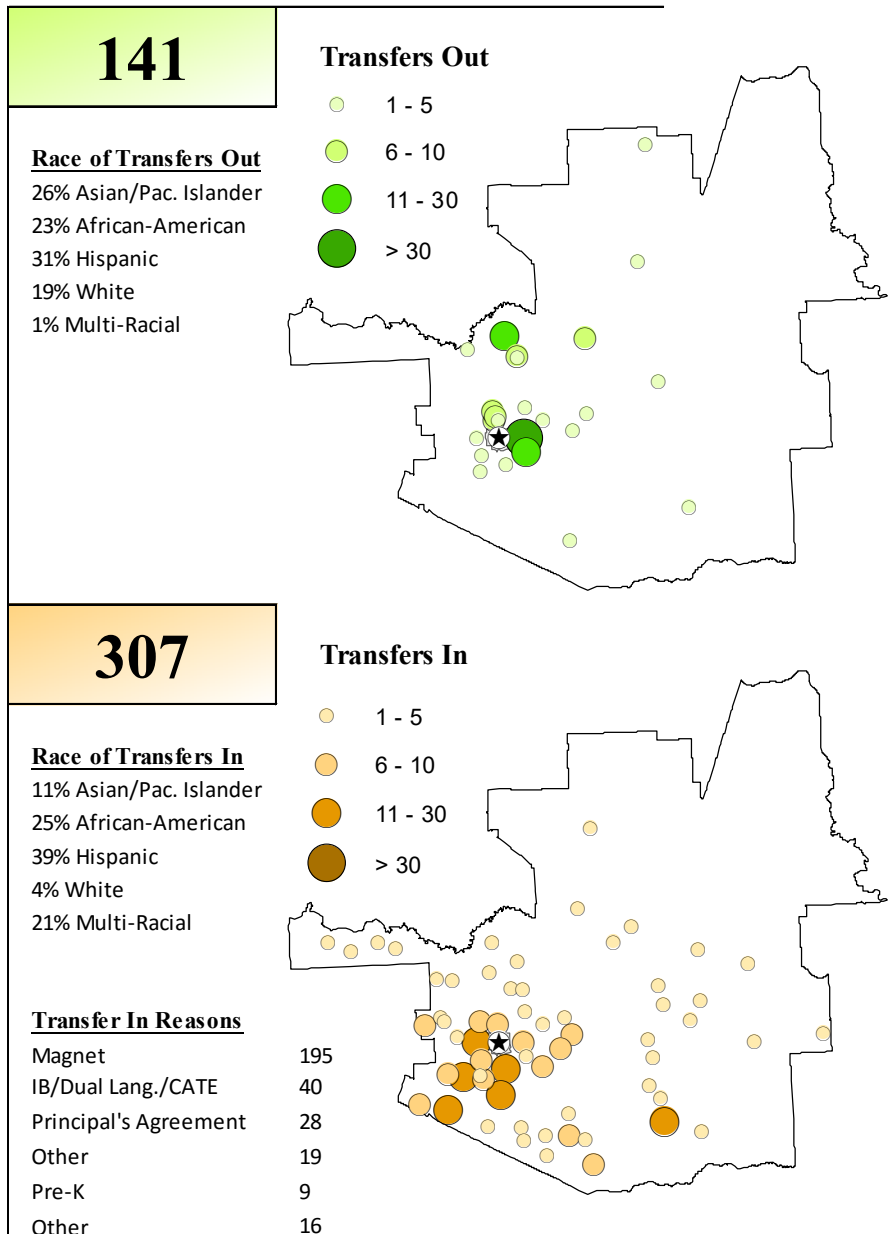 141
Transfers Out
1 - 5
6 - 10
11 - 30
> 30
Race of Transfers Out
26% Asian/Pac. Islander
23% African-American
31% Hispanic
19% White
1% Multi-Racial
307
Transfers In
1 - 5
6 - 10
11 - 30
> 30
Race of Transfers In
11% Asian/Pac. Islander
25% African-American
39% Hispanic
4% White
21% Multi-Racial
Transfer In Reasons
Magnet 195
IB/Dual Lang./CATE 40
Principal's Agreement 28
Other 19
Pre-K 9
Other 16